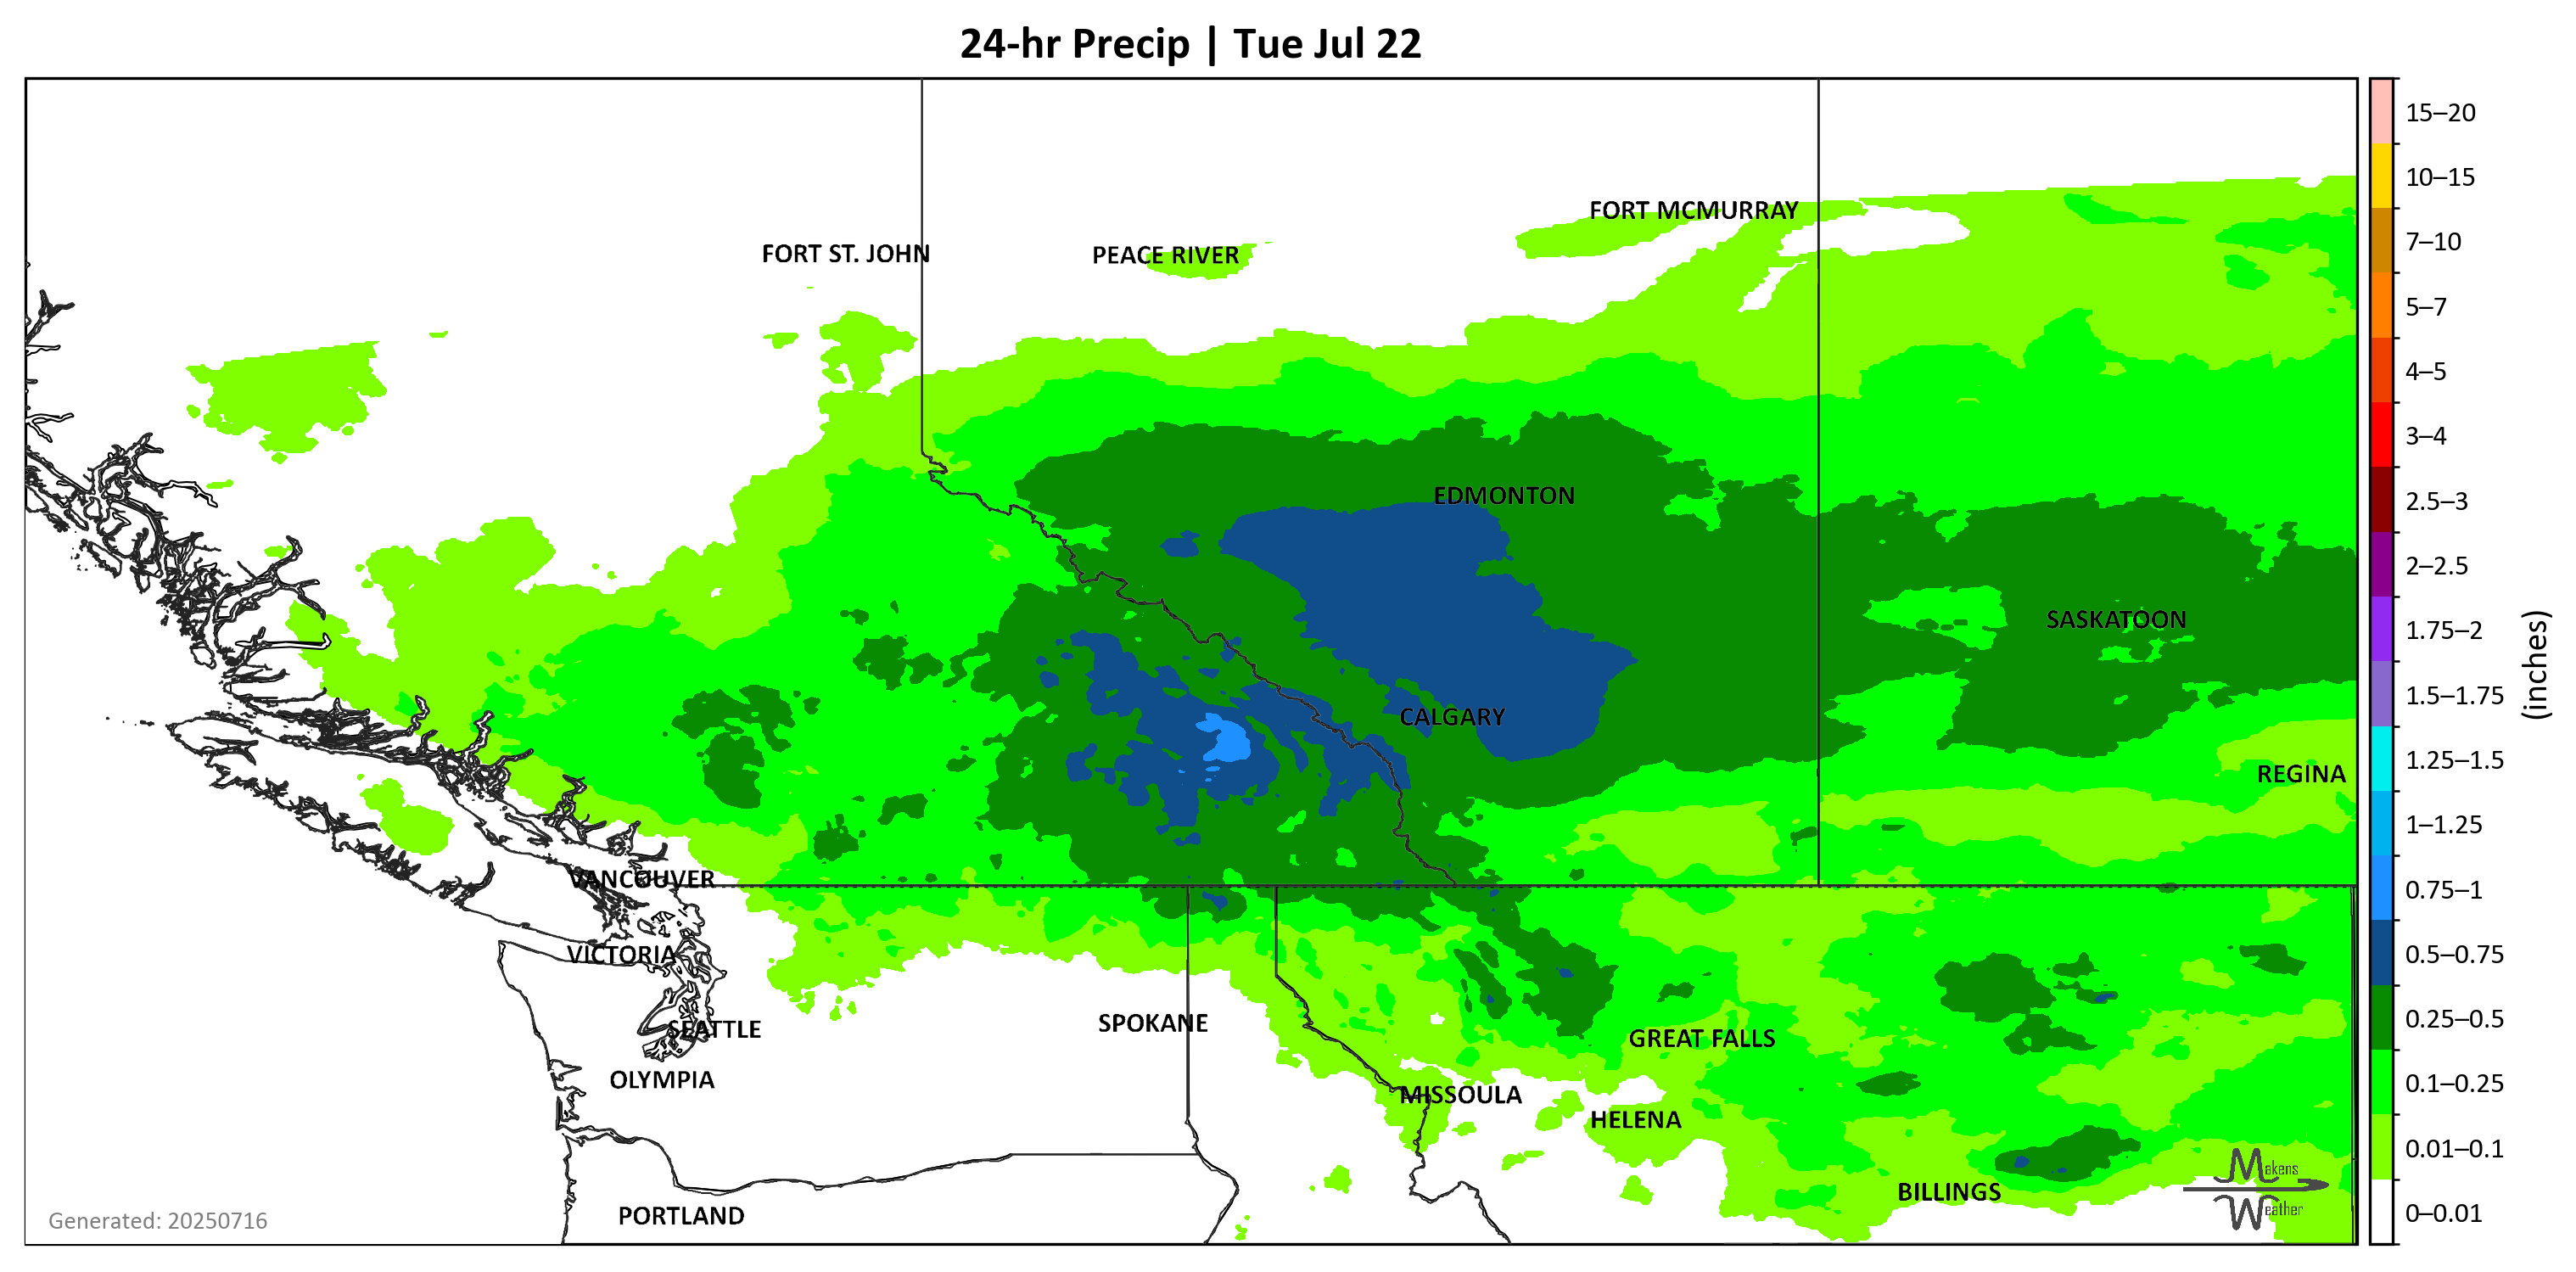 24-hr Precip | Tue Jul 22
FORT MCMURRAY
FORT ST. JOHN
PEACE RIVER
EDMONTON
SASKATOON
CALGARY
REGINA
VANCOUVER
VICTORIA
SPOKANE
SEATTLE
GREAT FALLS
OLYMPIA
MISSOULA
HELENA
BILLINGS
PORTLAND
Makens
Weather
Generated: 20250716
15–20
10–15
7–10
5–7
4–5
3–4
2.5–3
2–2.5
1.75–2
1.5–1.75
1.25–1.5
1–1.25
0.75–1
0.5–0.75
0.25–0.5
0.1–0.25
0.01–0.1
0–0.01
(inches)